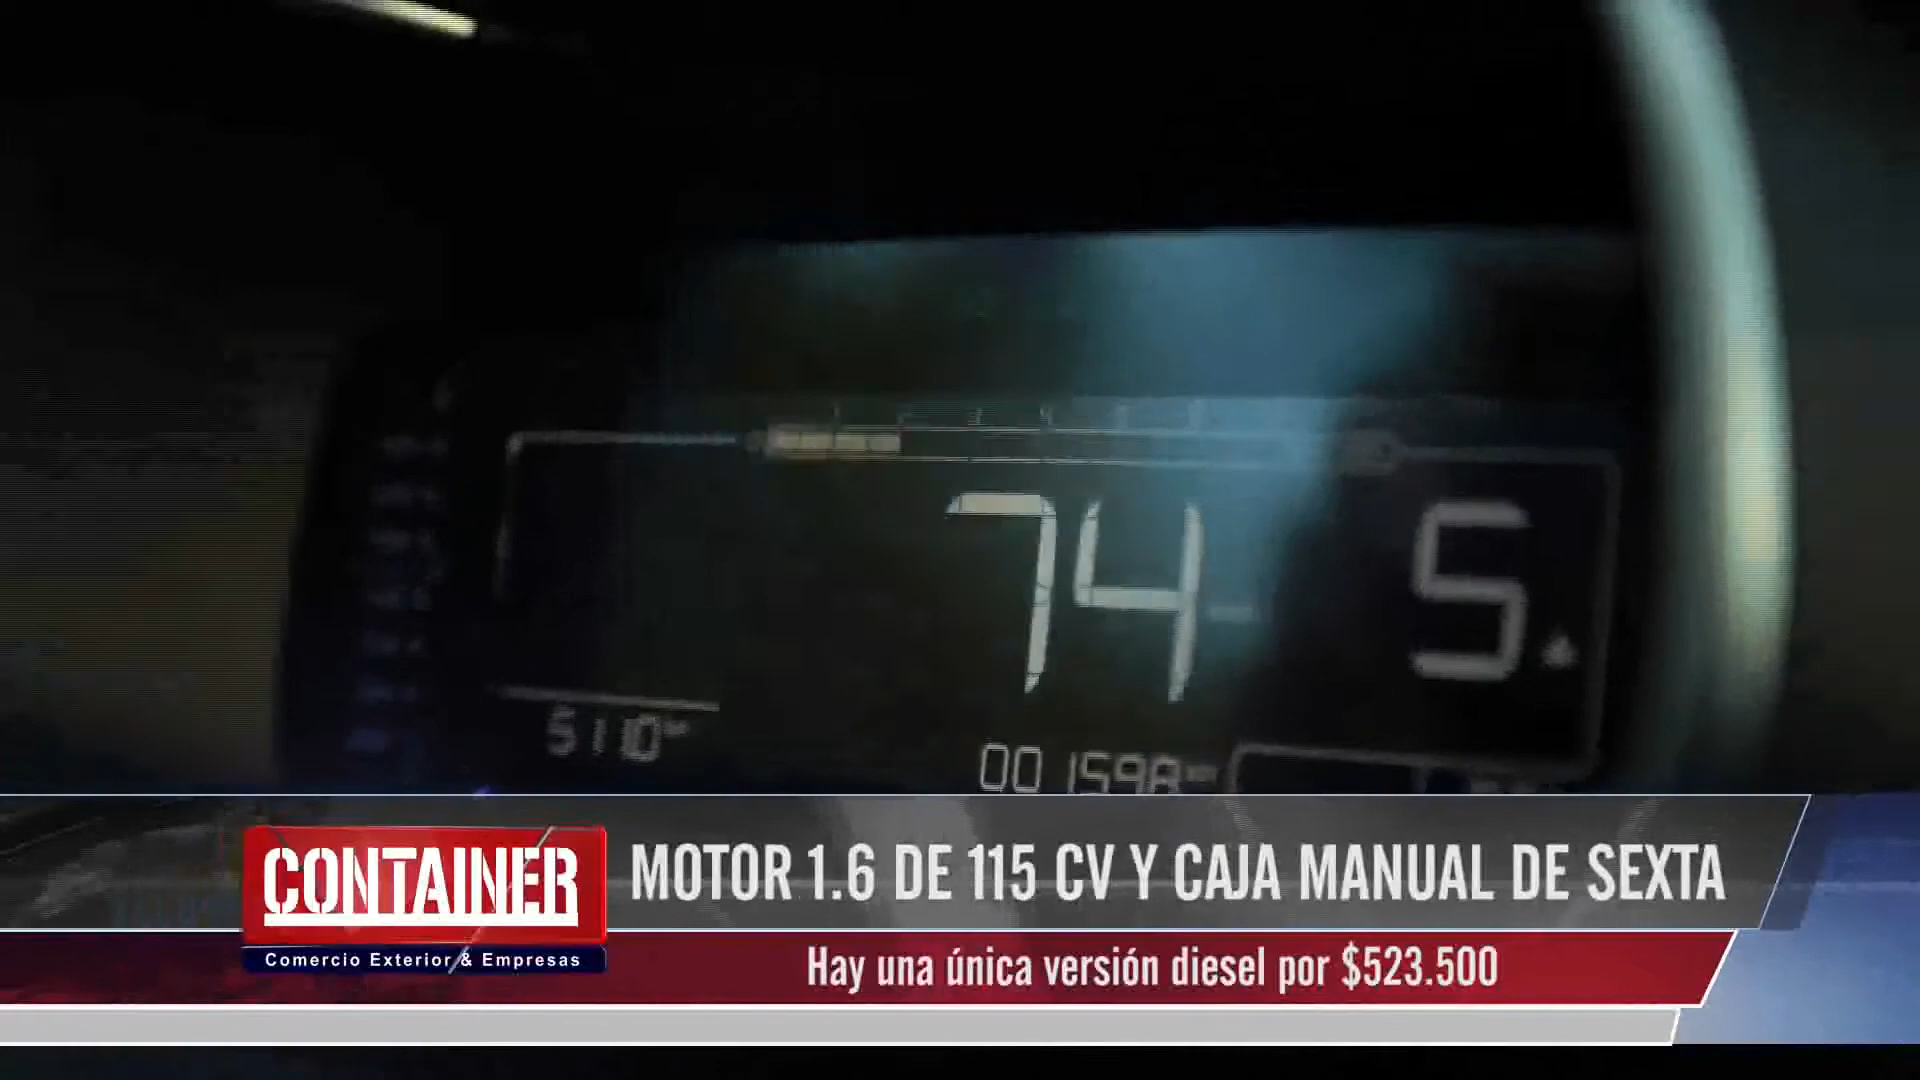 74
5
5110
001598
CONTAINER
Comercio Exterior & Empresas
MOTOR 1.6 DE 115 CV Y CAJA MANUAL DE SEXTA
Hay una única versión diesel por $523.500